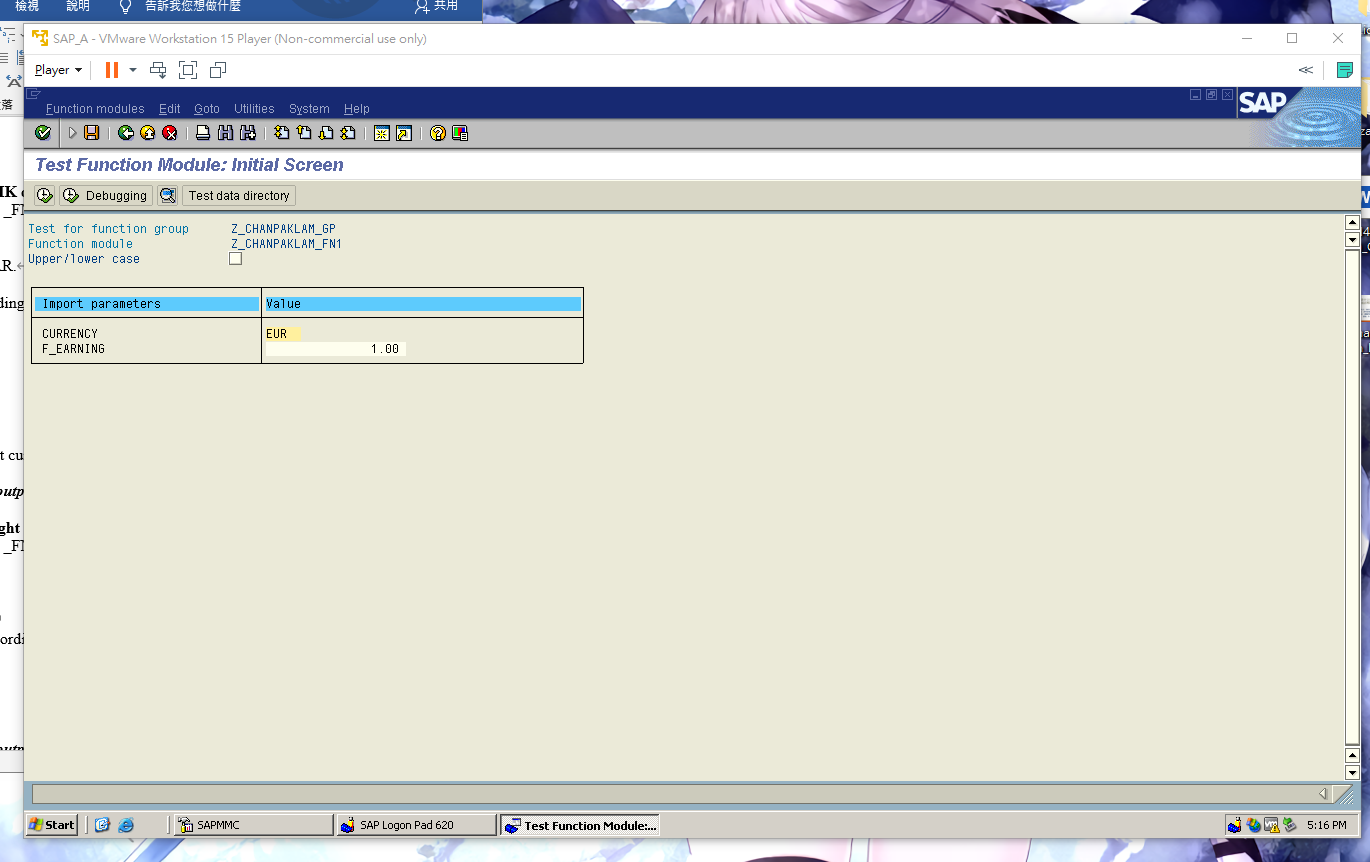 檢視 說明 告訴我您想做什麼 共用
SAP_A - VMware Workstation 15 Player (Non-commercial use only)
Player
Function modules Edit Goto Utilities System Help
SAP
Test Function Module: Initial Screen
Debugging Test data directory
Test for function group Z_CHANPAKLAM_GP
Function module Z_CHANPAKLAM_FN1
Upper/lower case
Import parameters Value
CURRENCY EUR
F_EARNING 1.00
Start SAPMMC SAP Logon Pad 620 Test Function Module:... 5:16 PM